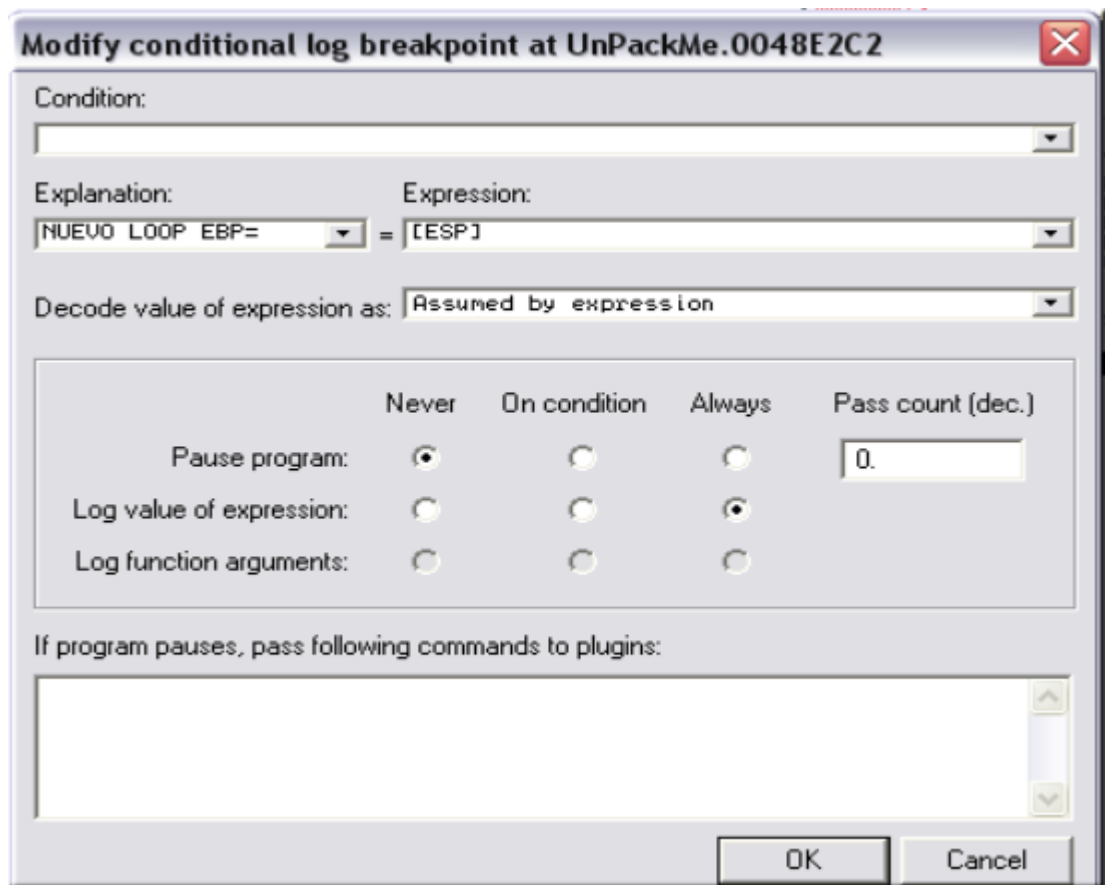 Modify conditional log breakpoint at UnPackMe.0048E2C2
Condition:
Explanation: Expression:
NUEVO LOOP EBP= = [ESP]
Decode value of expression as: Assumed by expression
Never On condition Always Pass count (dec.)
Pause program: 0.
Log value of expression:
Log function arguments:
If program pauses, pass following commands to plugins:
OK Cancel